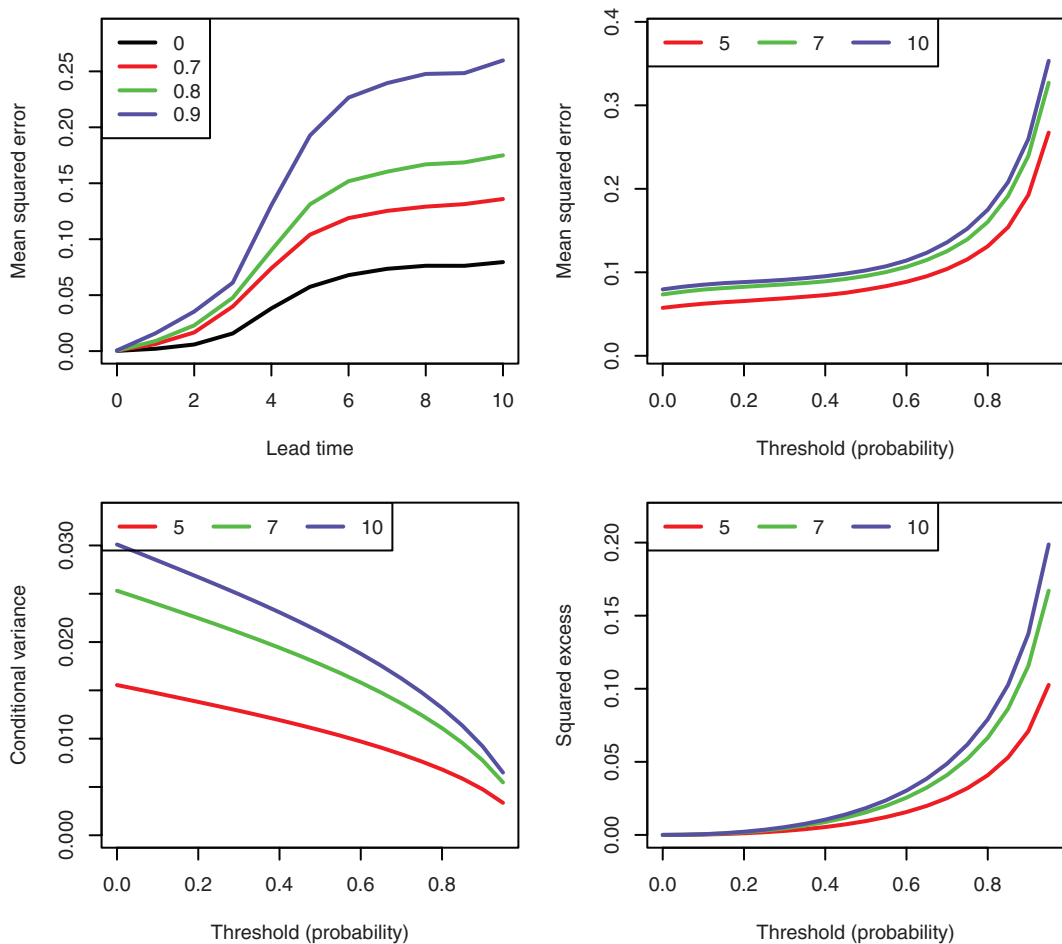 Mean squared error
0.00 0.05 0.10 0.15 0.20 0.25
0
0.7
0.8
0.9
0 2 4 6 8 10
Lead time
Mean squared error
0.0 0.1 0.2 0.3 0.4
5 7 10
0.0 0.2 0.4 0.6 0.8
Threshold (probability)
Conditional variance
0.000 0.010 0.020 0.030
5 7 10
0.0 0.2 0.4 0.6 0.8
Threshold (probability)
Squared excess
0.00 0.05 0.10 0.15 0.20
5 7 10
0.0 0.2 0.4 0.6 0.8
Threshold (probability)